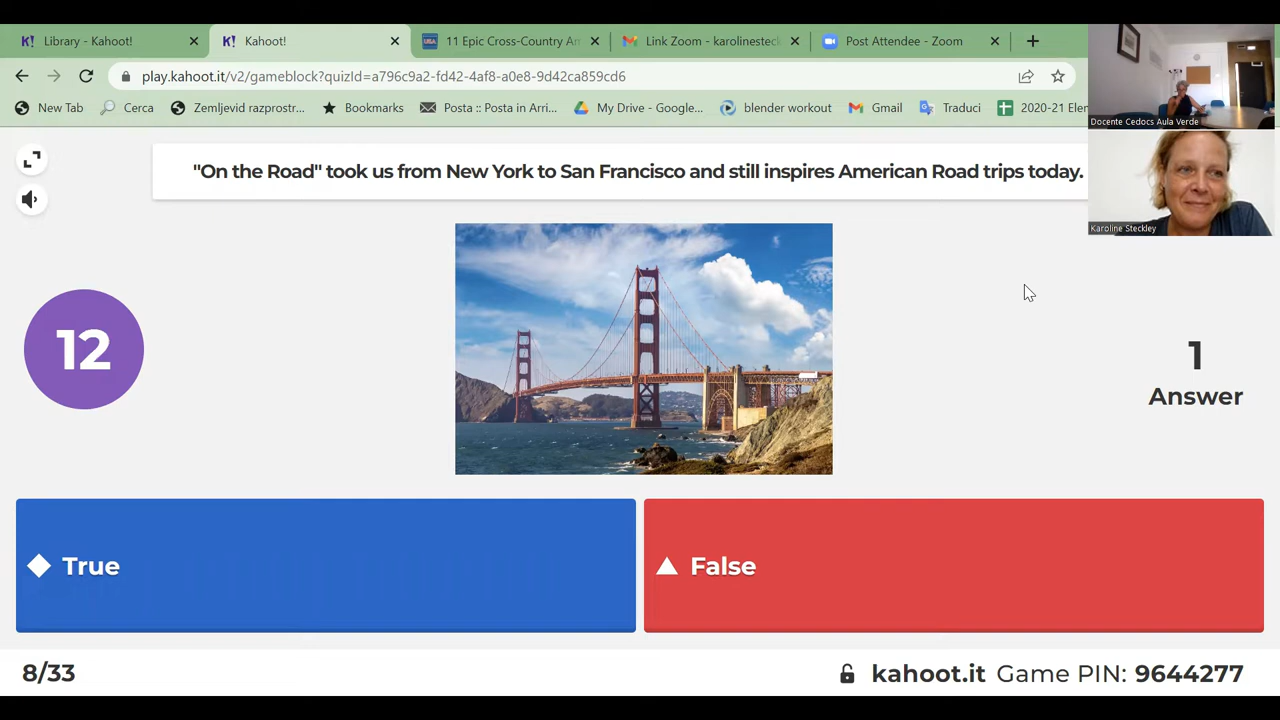 Library - Kahoot!
Kahoot!
11 Epic Cross-Country An
Link Zoom - karolinesteck
Post Attendee - Zoom
play.kahoot.it/v2/gameblock?quizId=a796c9a2-fd42-4af8-a0e8-9d42ca859cd6
New Tab
Cerca
Zemljevid razprostr...
Bookmarks
Posta :: Posta in Arri...
My Drive - Google...
blender workout
Gmail
Traduci
2020-21 Elen
Docente Cedocs Aula Verde
Karoline Steckley
"On the Road" took us from New York to San Francisco and still inspires American Road trips today.
12
1
Answer
True
False
8/33
kahoot.it Game PIN: 9644277